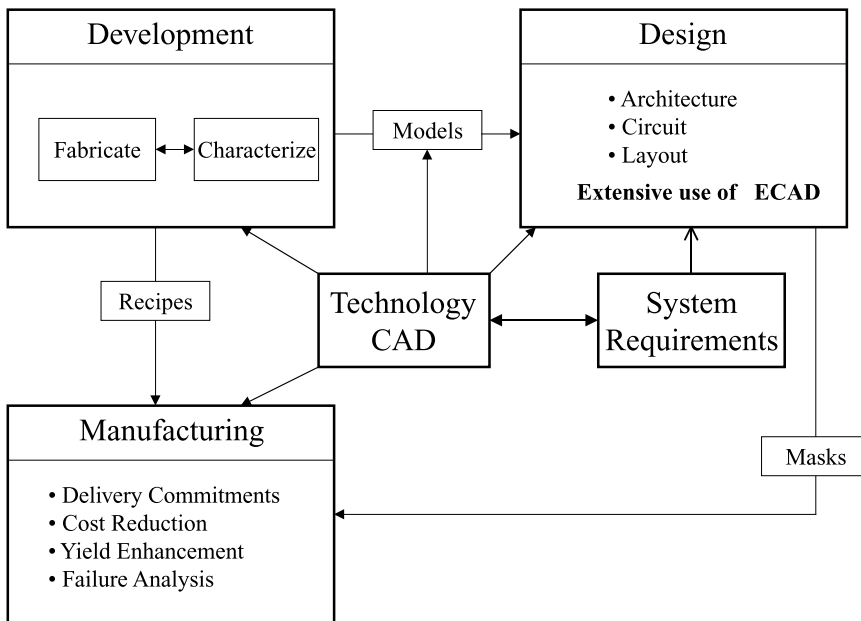 Development
Fabricate
Characterize
Models
Design
• Architecture
• Circuit
• Layout
Extensive use of ECAD
Recipes
Technology
CAD
System
Requirements
Manufacturing
• Delivery Commitments
• Cost Reduction
• Yield Enhancement
• Failure Analysis
Masks